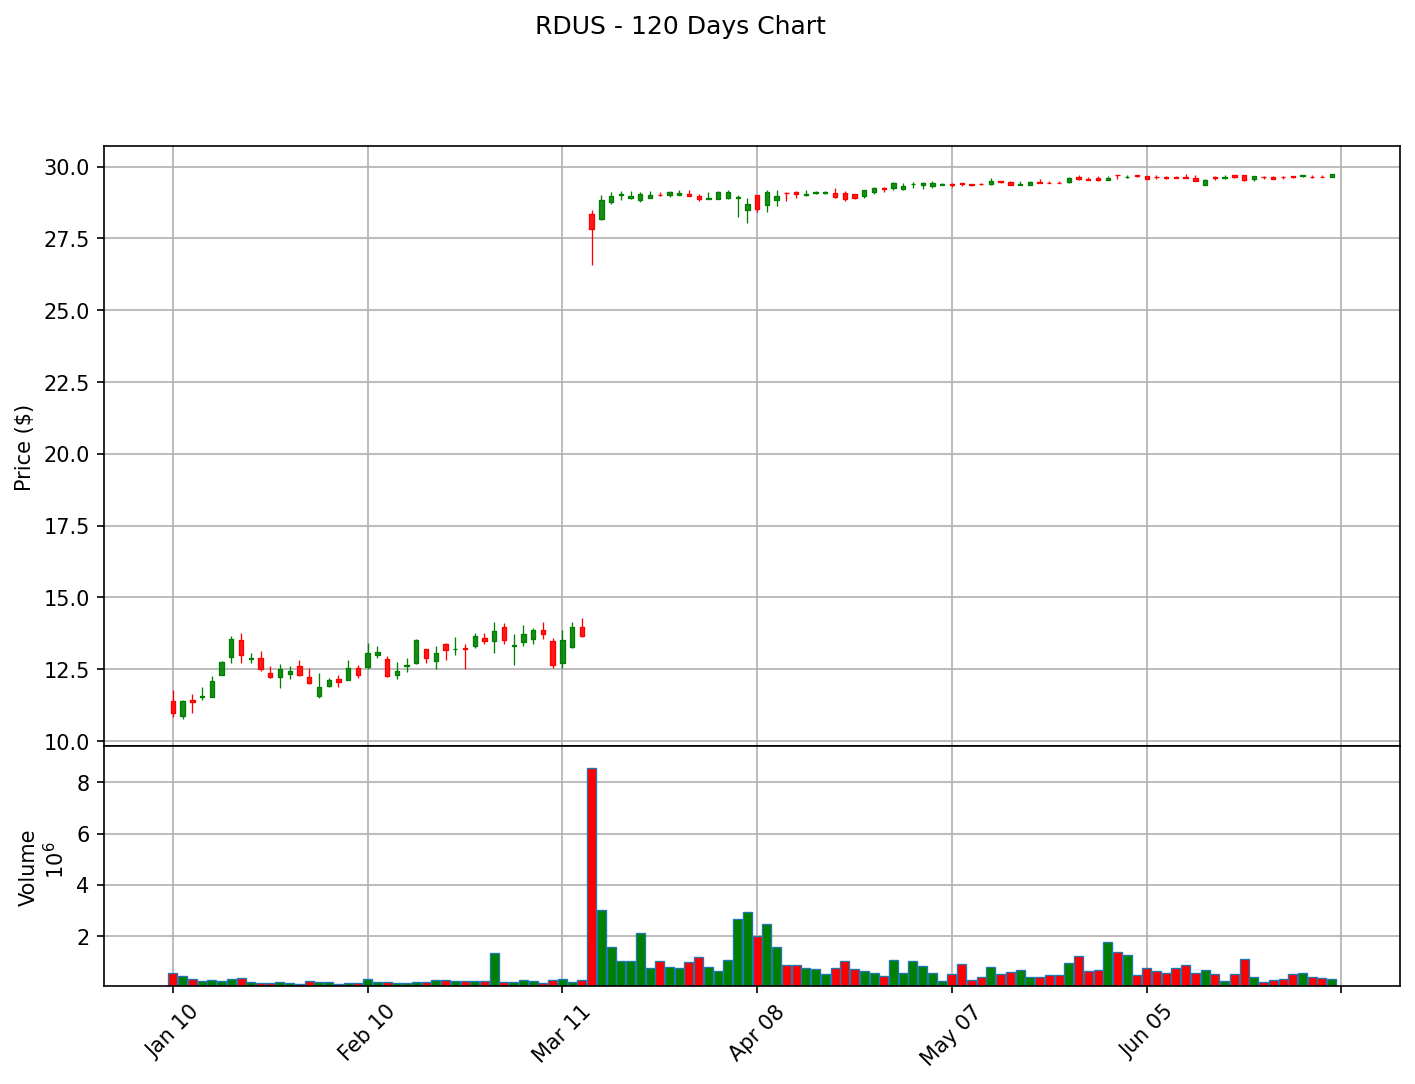 RDUS - 120 Days Chart
30.0
27.5
25.0
22.5
20.0
17.5
15.0
12.5
10.0
Price ($)
8
6
4
2
Volume
10^6
Jan 10
Feb 10
Mar 11
Apr 08
May 07
Jun 05